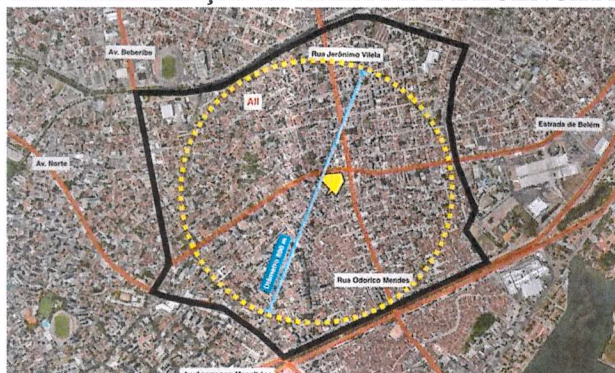 Av. Beberibe
Rua Jerônimo Vilela
AII
Estrada de Belém
Av. Norte
Rua Odorico Mendes